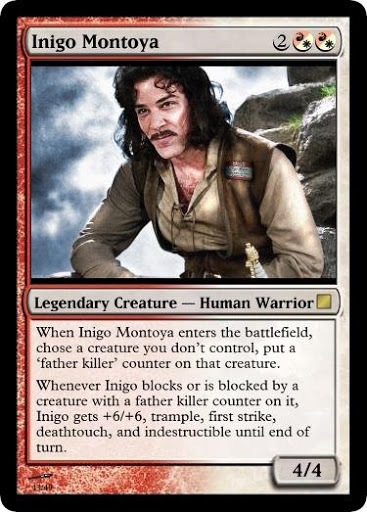 Inigo Montoya 2
Legendary Creature — Human Warrior
When Inigo Montoya enters the battlefield,
chose a creature you don't control, put a
'father killer' counter on that creature.
Whenever Inigo blocks or is blocked by a
creature with a father killer counter on it,
Inigo gets +6/+6, trample, first strike,
deathtouch, and indestructible until end of
turn.
4/4